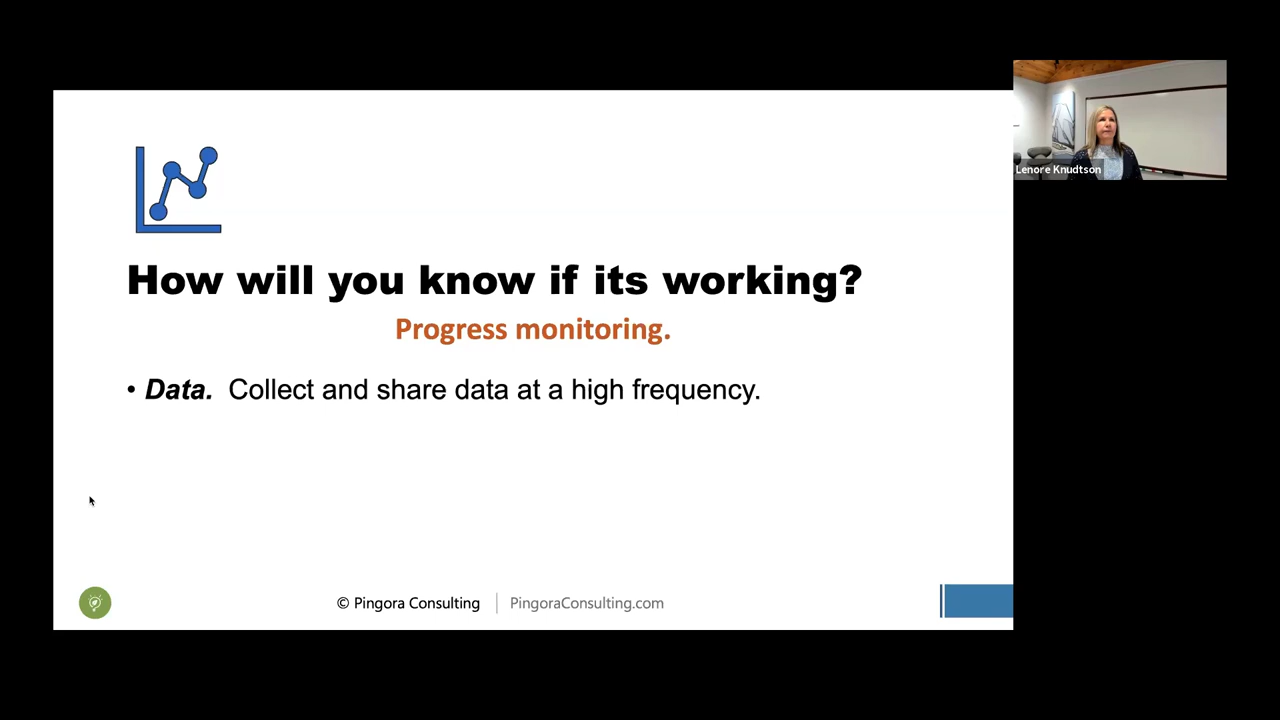 Lenore Knudtson
How will you know if its working?
Progress monitoring.
• Data. Collect and share data at a high frequency.
© Pingora Consulting | PingoraConsulting.com